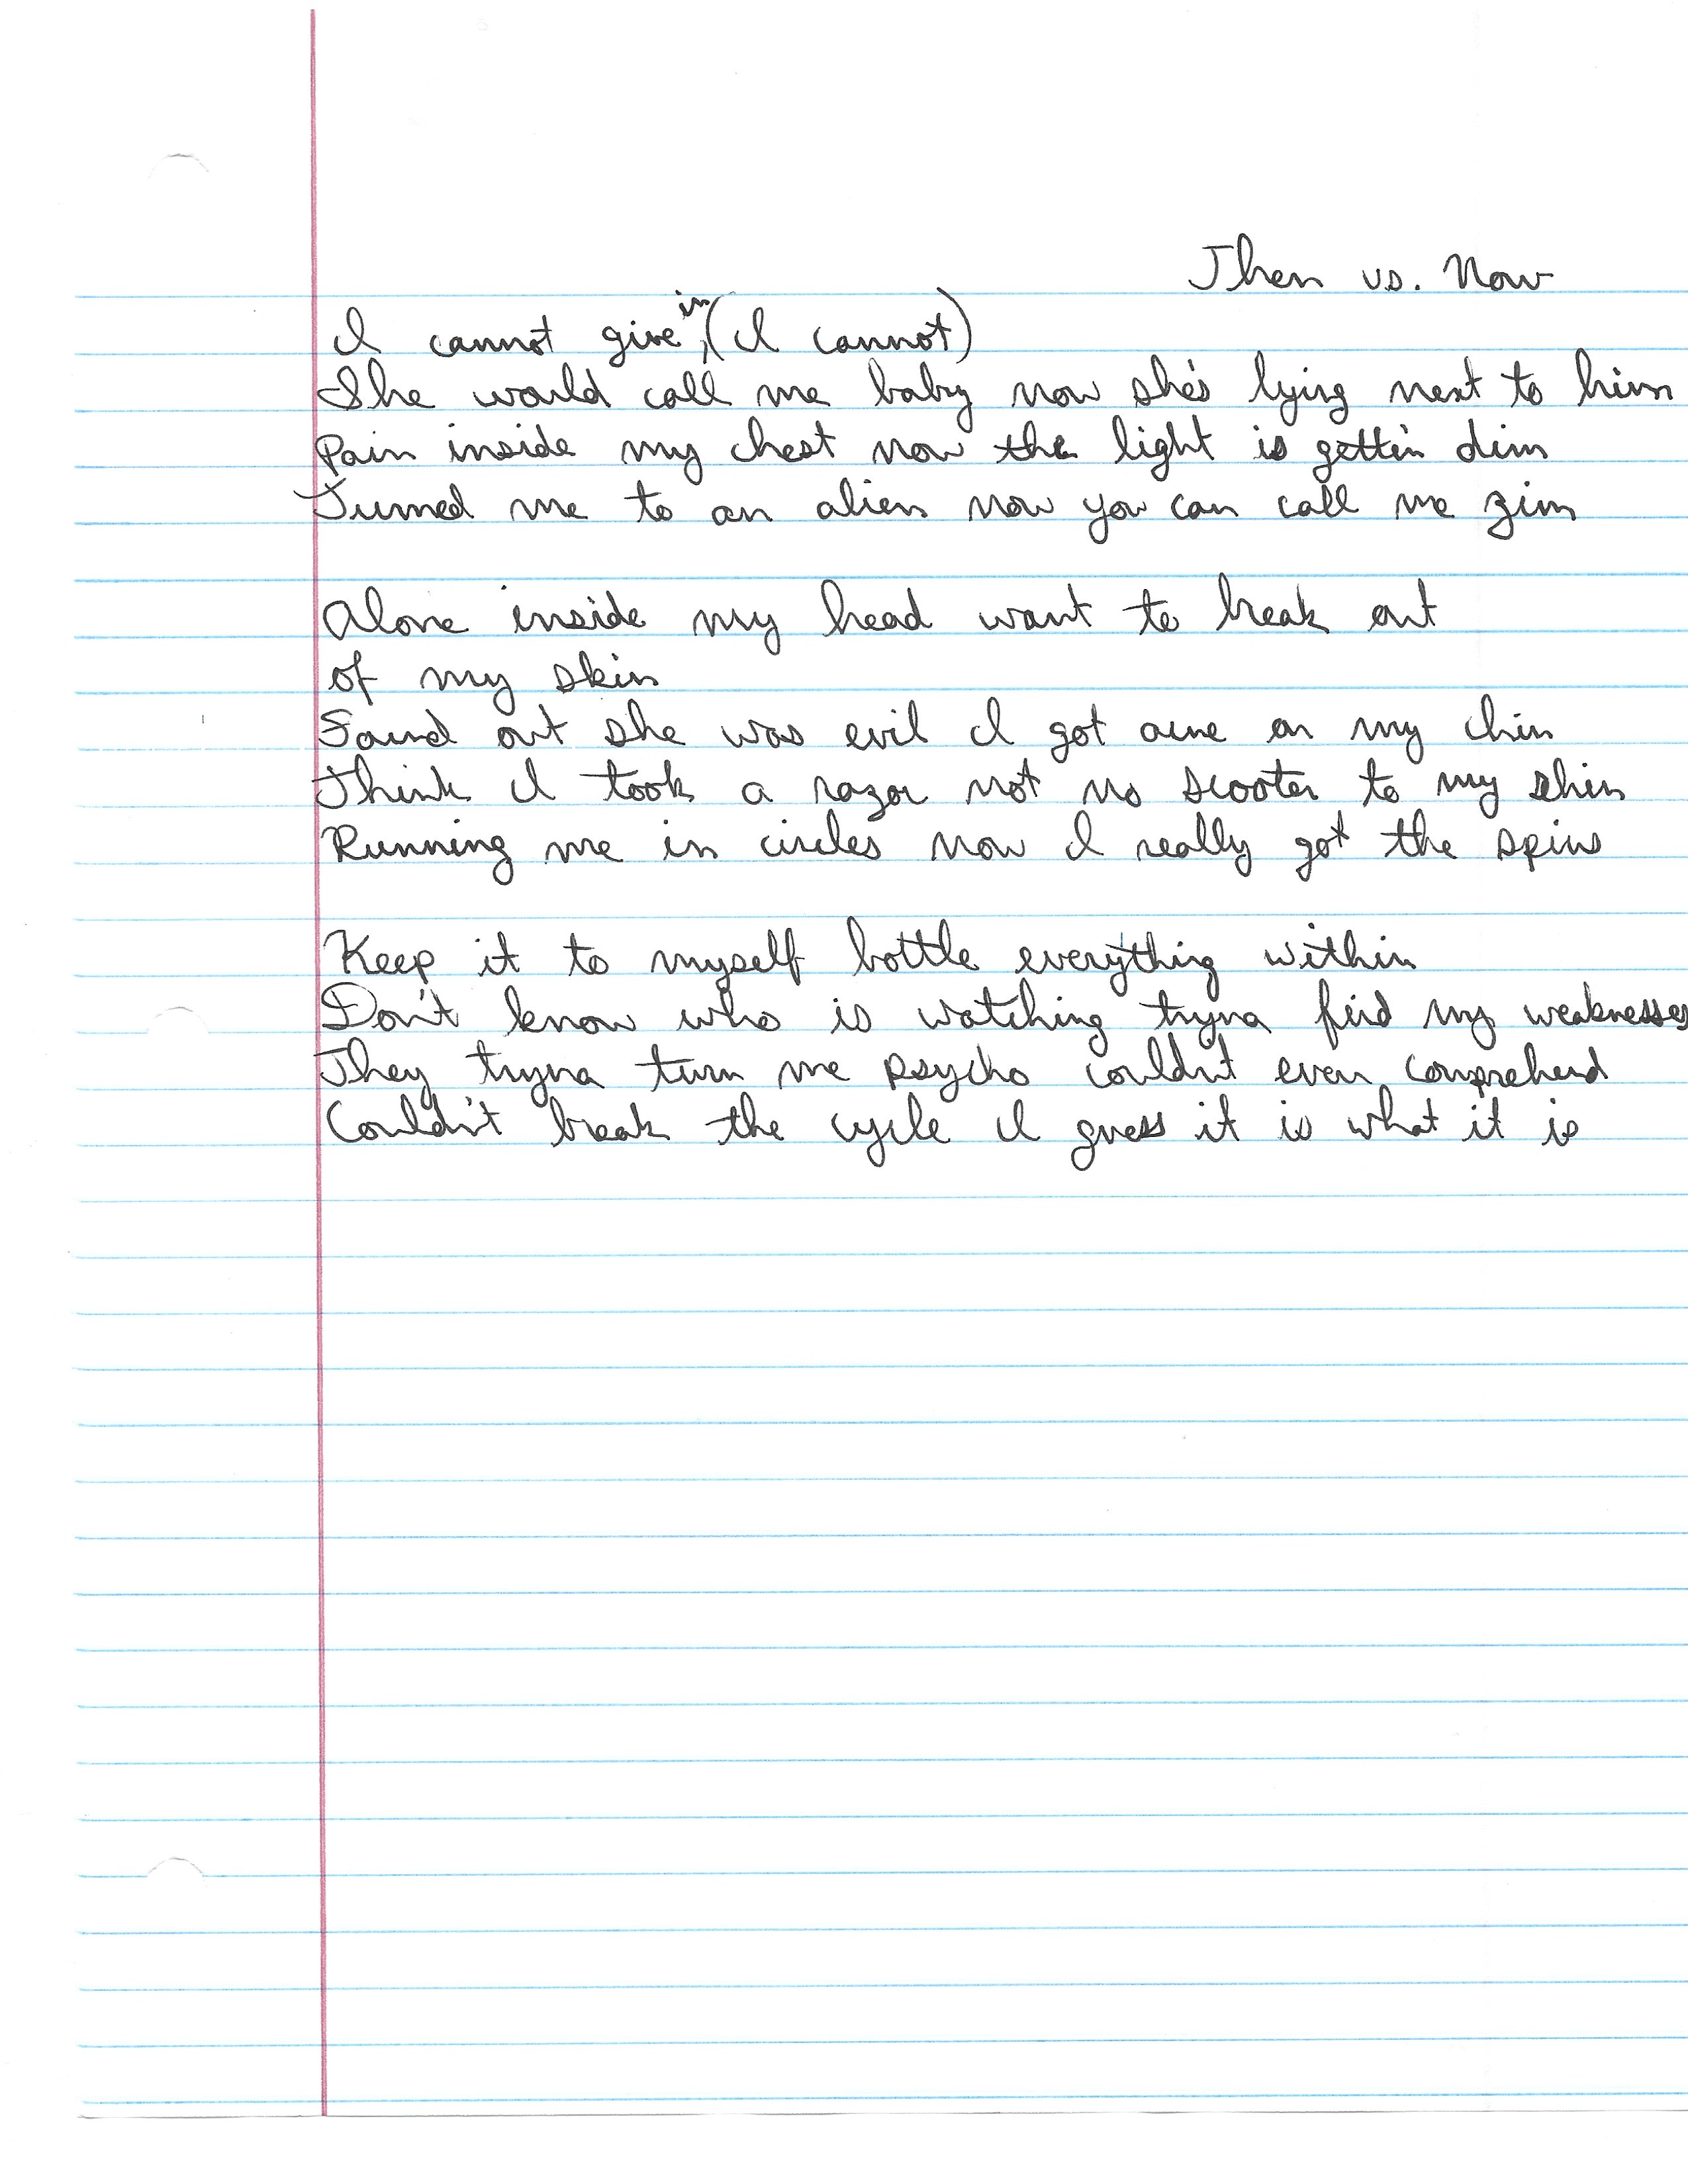 Then vs. Now
I cannot give in, (I cannot)
She would call me baby now she's lying next to him
Pain inside my chest now the light is gettin dim
Turned me to an alien now you can call me zim
Alone inside my head want to break out
of my skin
Found out she was evil I got acne on my chin
Think I took a razor not no scooter to my shin
Running me in circles now I really got the spins
Keep it to myself bottle everything within
Don't know who is watching tryna find my weaknesses
They tryna turn me psycho couldn't even comprehend
Couldn't break the cycle I guess it is what it is